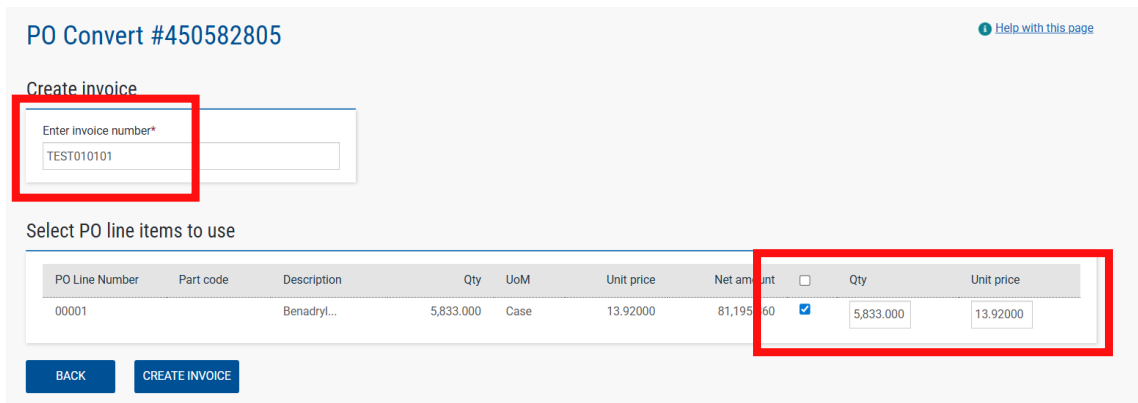 PO Convert #450582805
Help with this page
Create invoice
Enter invoice number*
TEST010101
Select PO line items to use
PO Line Number Part code Description Qty UoM Unit price Net amount Qty Unit price
00001 Benadryl... 5,833.000 Case 13.92000 5,833.000 13.92000
BACK CREATE INVOICE